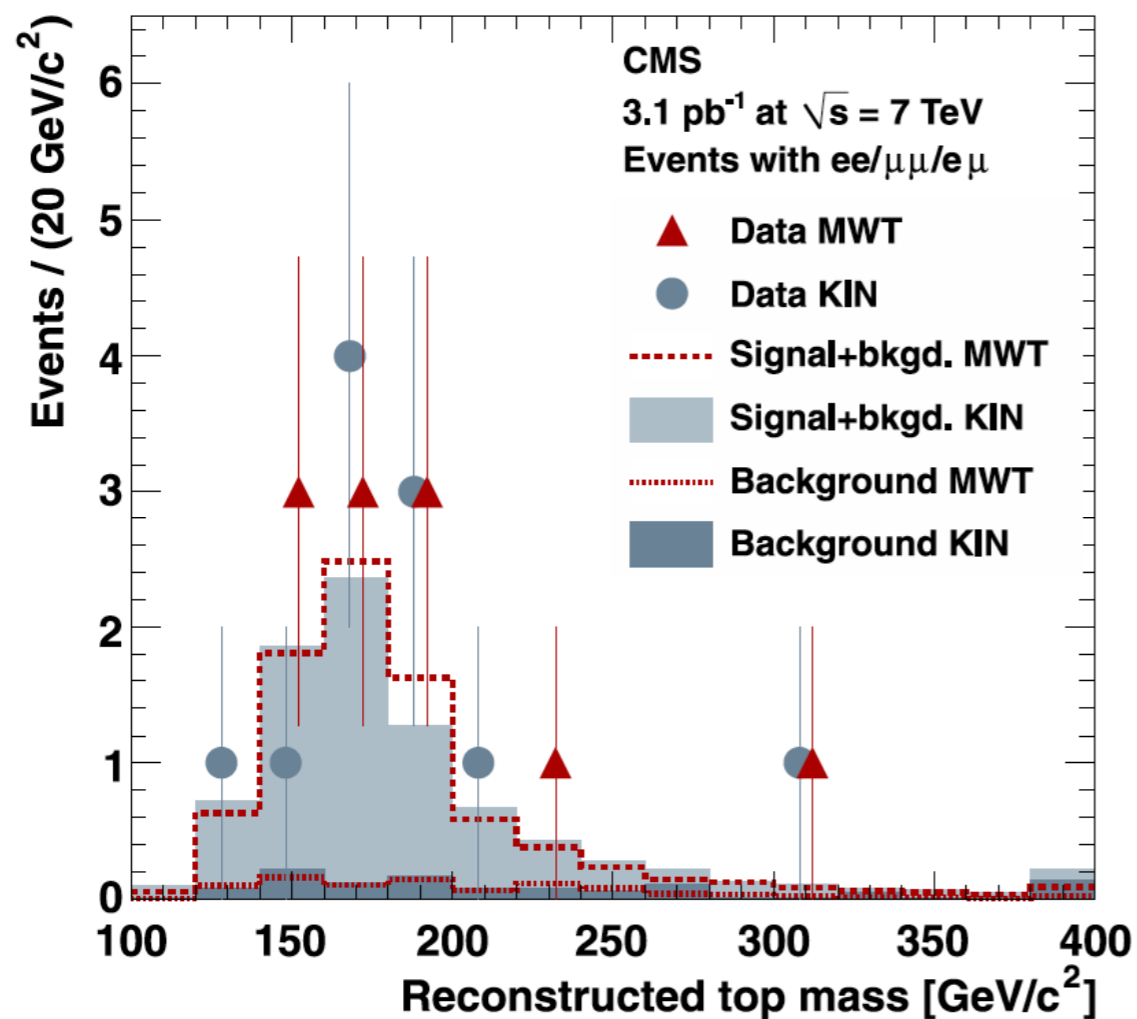 Events / (20 GeV/c²)
6
5
4
3
2
1
0
CMS
3.1 pb⁻¹ at √s = 7 TeV
Events with ee/μμ/eμ
Data MWT
Data KIN
Signal+bkgd. MWT
Signal+bkgd. KIN
Background MWT
Background KIN
100 150 200 250 300 350 400
Reconstructed top mass [GeV/c²]